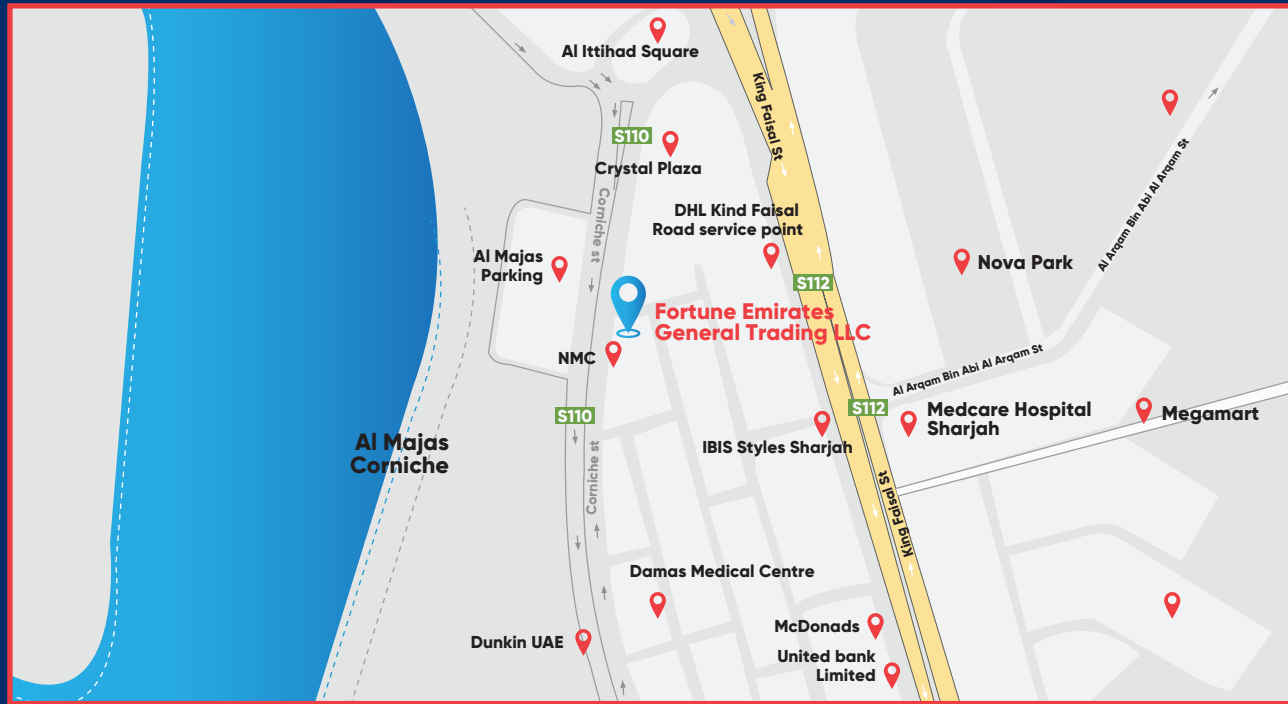 Al Ittihad Square
King Faisal St
S110
Crystal Plaza
Al Arqam Bin Abi Al Arqam St
Corniche st
DHL Kind Faisal
Road service point
Al Majas
Parking
Nova Park
S112
Fortune Emirates
General Trading LLC
NMC
Al Arqam Bin Abi Al Arqam St
S110
S112
Medcare Hospital
Sharjah
Megamart
Al Majas
Corniche
IBIS Styles Sharjah
Corniche st
King Faisal St
Damas Medical Centre
Dunkin UAE
McDonads
United bank
Limited